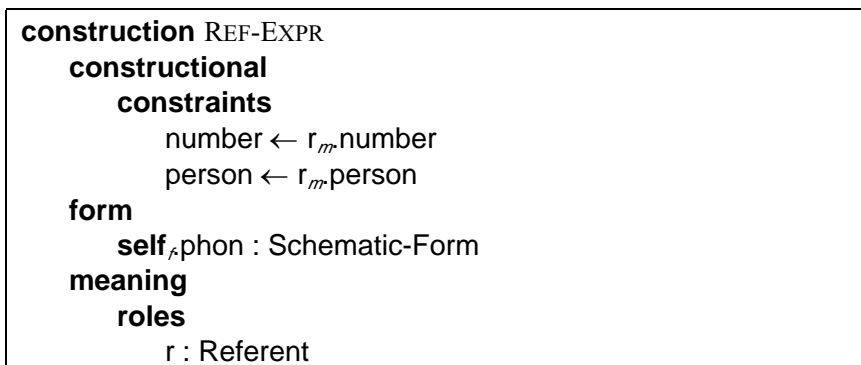 construction REF-EXPR
constructional
constraints
number ← rₘ.number
person ← rₘ.person
form
self𝑓.phon : Schematic-Form
meaning
roles
r : Referent